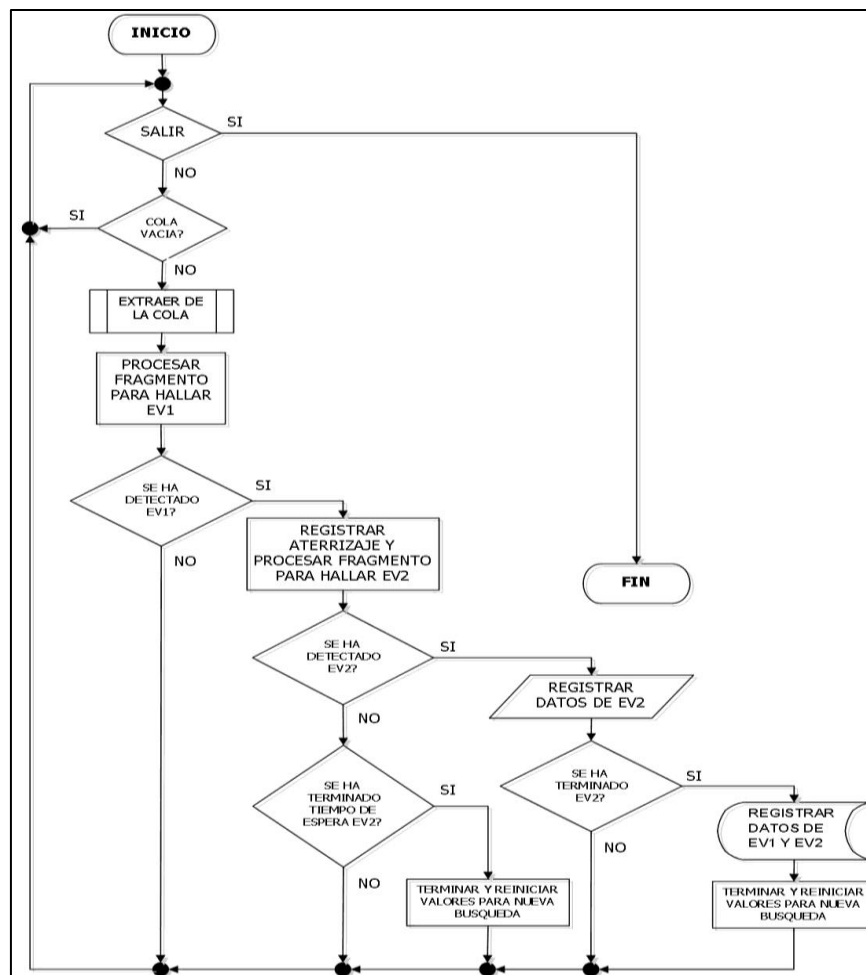 INICIO
SALIR
SI
NO
COLA
VACIA?
SI
NO
EXTRAER DE
LA COLA
PROCESAR
FRAGMENTO
PARA HALLAR
EV1
SE HA
DETECTADO
EV1?
SI
NO
REGISTRAR
ATERRIZAJE Y
PROCESAR FRAGMENTO
PARA HALLAR EV2
FIN
SE HA
DETECTADO
EV2?
SI
NO
REGISTRAR
DATOS DE EV2
SE HA
TERMINADO
TIEMPO DE
ESPERA EV2?
SI
NO
SE HA
TERMINADO
EV2?
SI
NO
REGISTRAR
DATOS DE
EV1 Y EV2
TERMINAR Y REINICIAR
VALORES PARA NUEVA
BUSQUEDA
TERMINAR Y REINICIAR
VALORES PARA NUEVA
BUSQUEDA